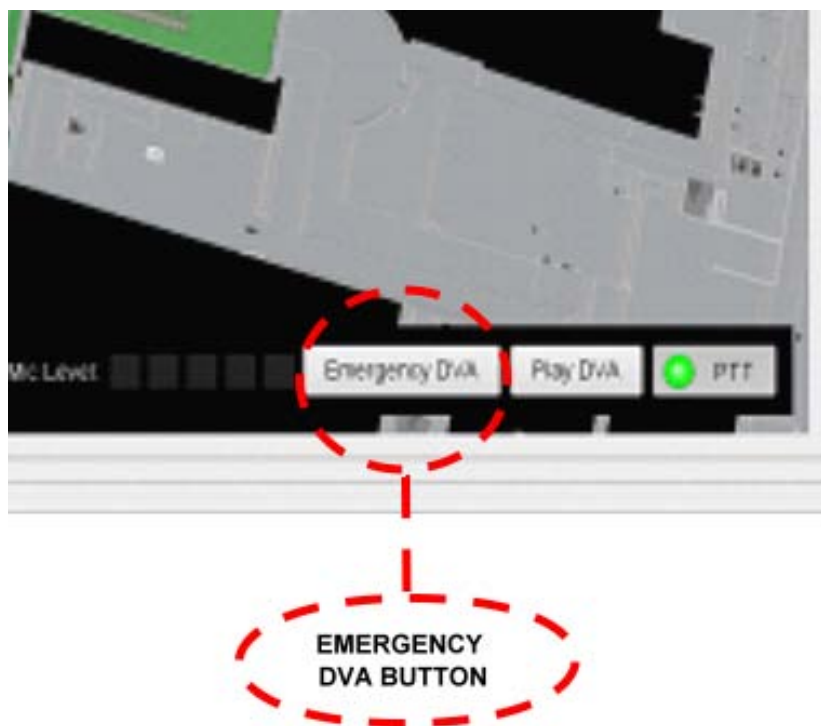 Mic Level:
Emergency DVA
Play DVA
PTT
EMERGENCY
DVA BUTTON